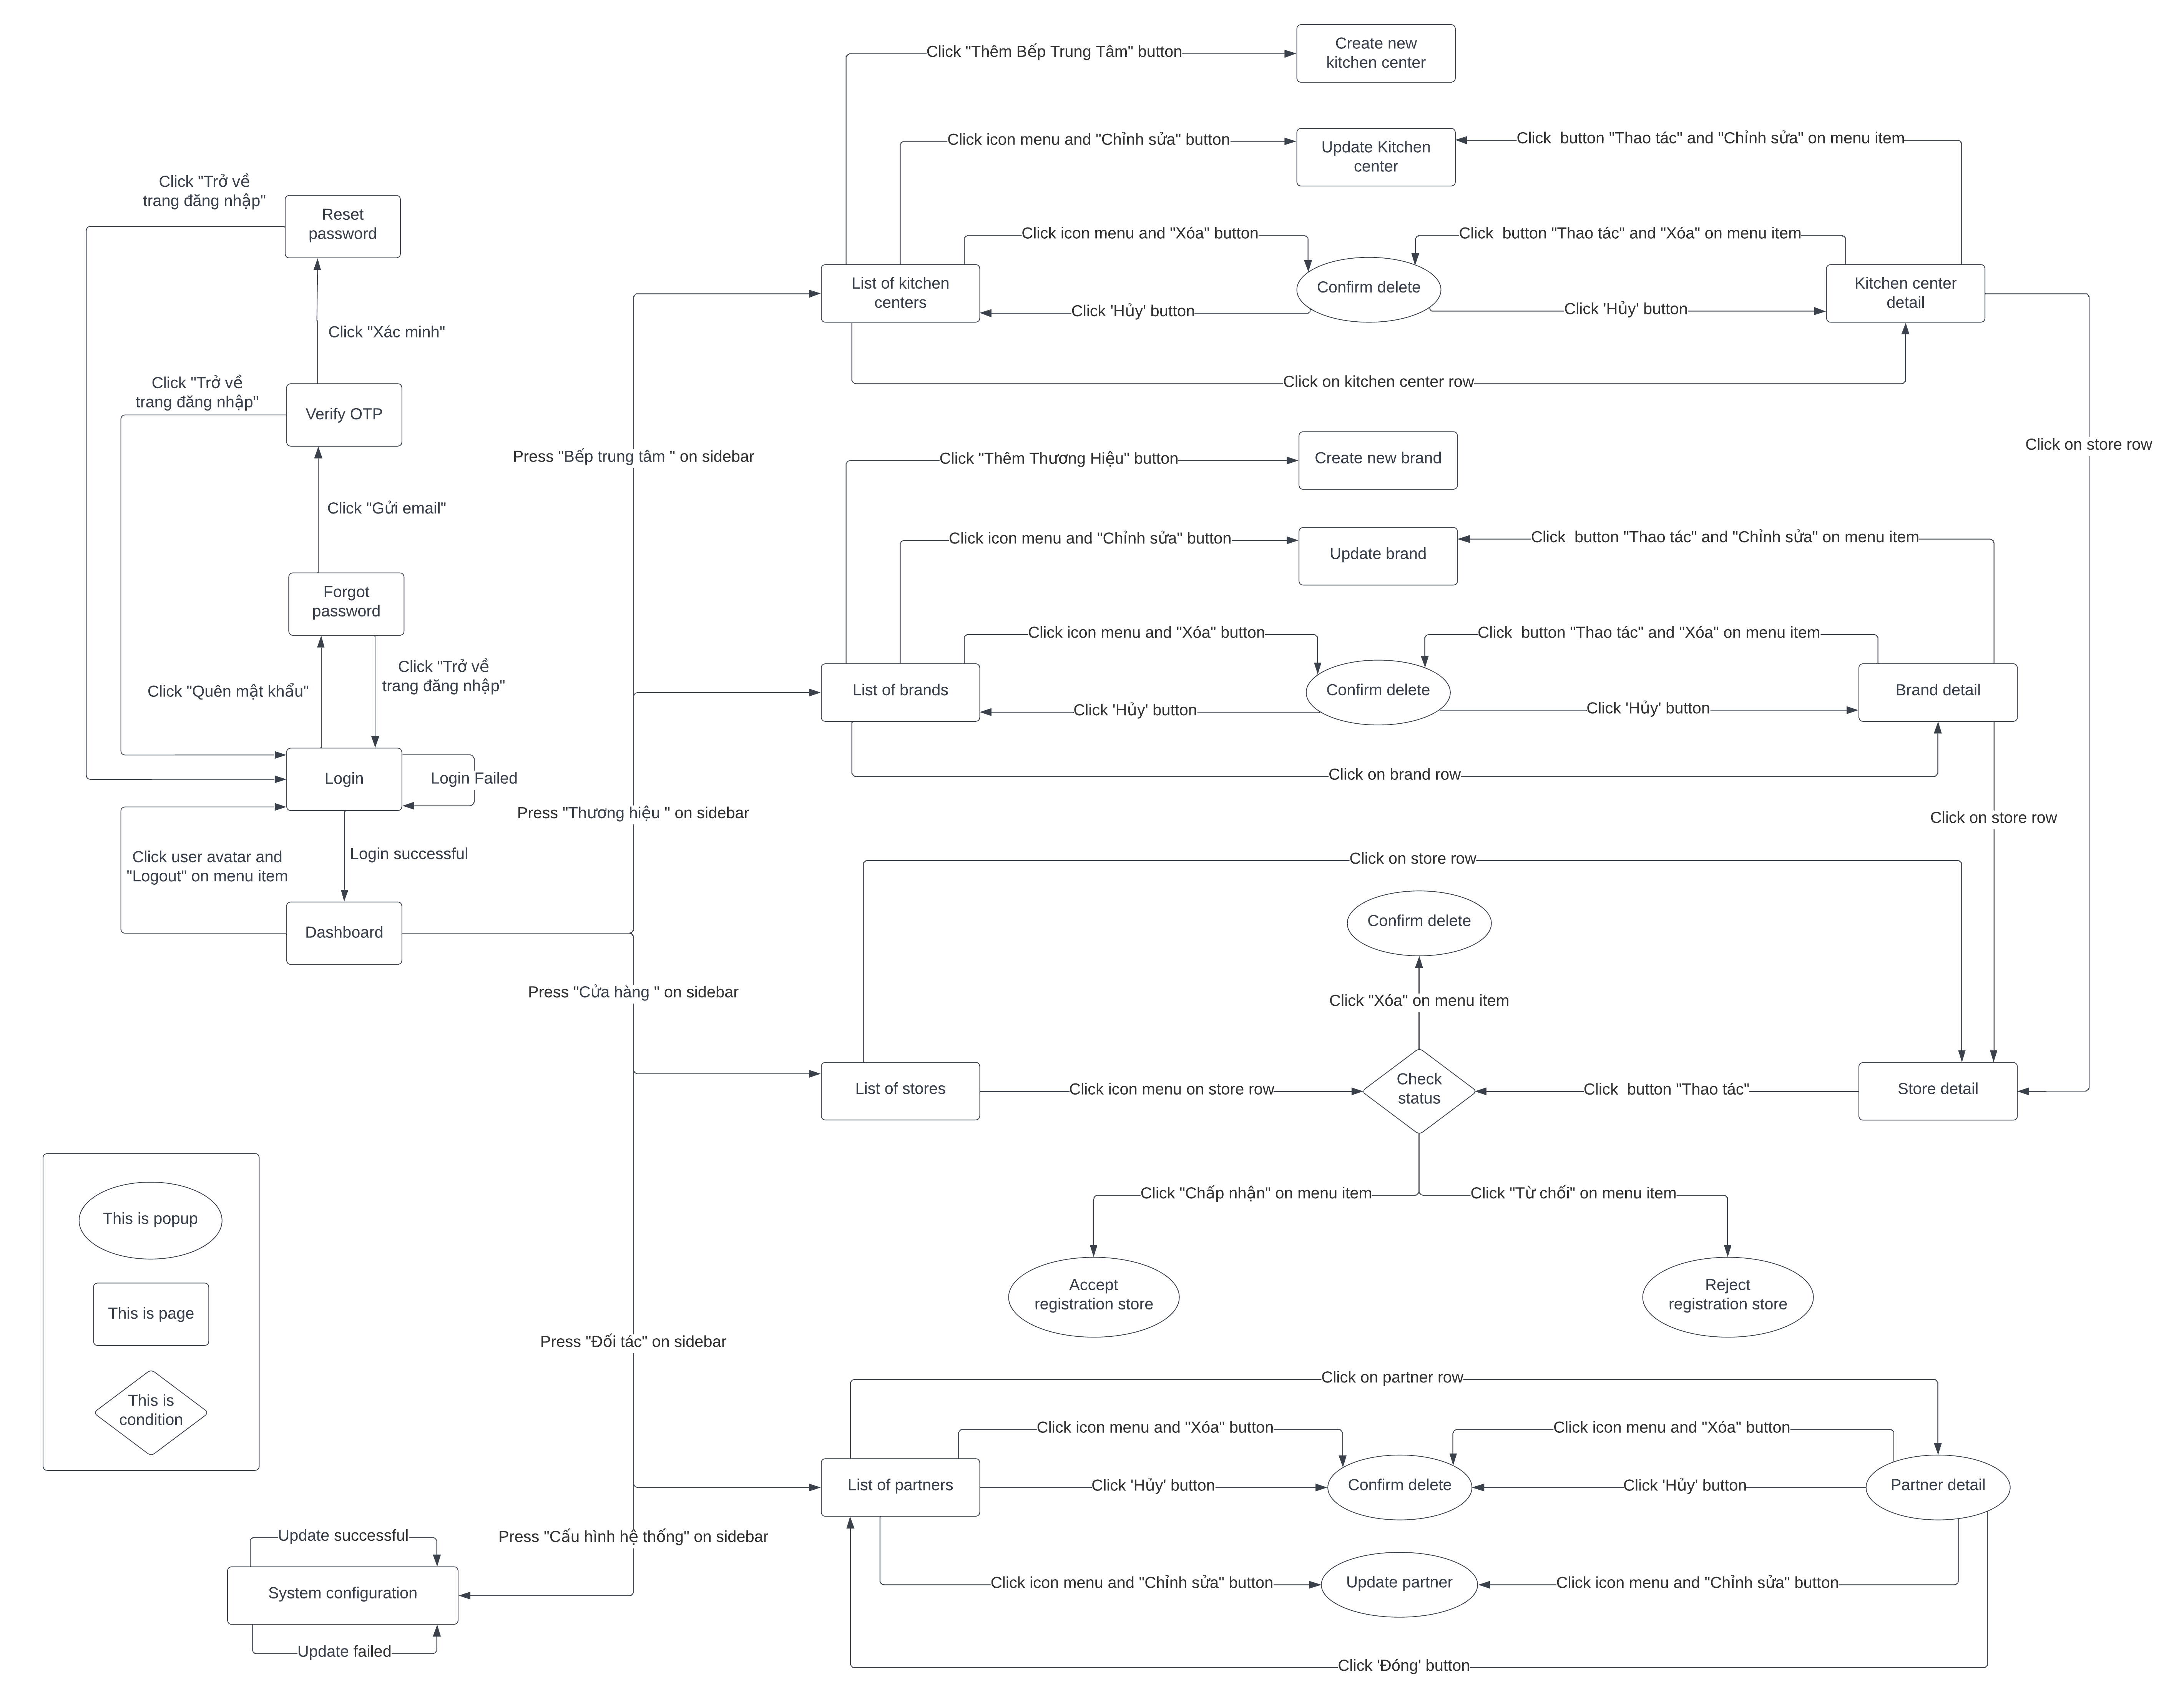 Click "Thêm Bếp Trung Tâm" button
Create new
kitchen center
Click icon menu and "Chỉnh sửa" button
Update Kitchen
center
Click  button "Thao tác" and "Chỉnh sửa" on menu item
Click "Trở về
trang đăng nhập"
Reset
password
Click icon menu and "Xóa" button
Click  button "Thao tác" and "Xóa" on menu item
List of kitchen
centers
Confirm delete
Kitchen center
detail
Click 'Hủy' button
Click 'Hủy' button
Click "Xác minh"
Click on kitchen center row
Click "Trở về
trang đăng nhập"
Verify OTP
Press "Bếp trung tâm " on sidebar
Click on store row
Click "Thêm Thương Hiệu" button
Create new brand
Click "Gửi email"
Click icon menu and "Chỉnh sửa" button
Update brand
Click  button "Thao tác" and "Chỉnh sửa" on menu item
Forgot
password
Click icon menu and "Xóa" button
Click  button "Thao tác" and "Xóa" on menu item
Click "Quên mật khẩu"
Click "Trở về
trang đăng nhập"
List of brands
Confirm delete
Brand detail
Click 'Hủy' button
Click 'Hủy' button
Login
Login Failed
Click on brand row
Press "Thương hiệu " on sidebar
Click on store row
Click user avatar and
"Logout" on menu item
Login successful
Click on store row
Dashboard
Confirm delete
Press "Cửa hàng " on sidebar
Click "Xóa" on menu item
List of stores
Click icon menu on store row
Check
status
Click  button "Thao tác"
Store detail
Click "Chấp nhận" on menu item
Click "Từ chối" on menu item
This is popup
Accept
registration store
Reject
registration store
This is page
Press "Đối tác" on sidebar
Click on partner row
This is
condition
Click icon menu and "Xóa" button
Click icon menu and "Xóa" button
List of partners
Click 'Hủy' button
Confirm delete
Click 'Hủy' button
Partner detail
Update successful
Press "Cấu hình hệ thống" on sidebar
System configuration
Click icon menu and "Chỉnh sửa" button
Update partner
Click icon menu and "Chỉnh sửa" button
Update failed
Click 'Đóng' button